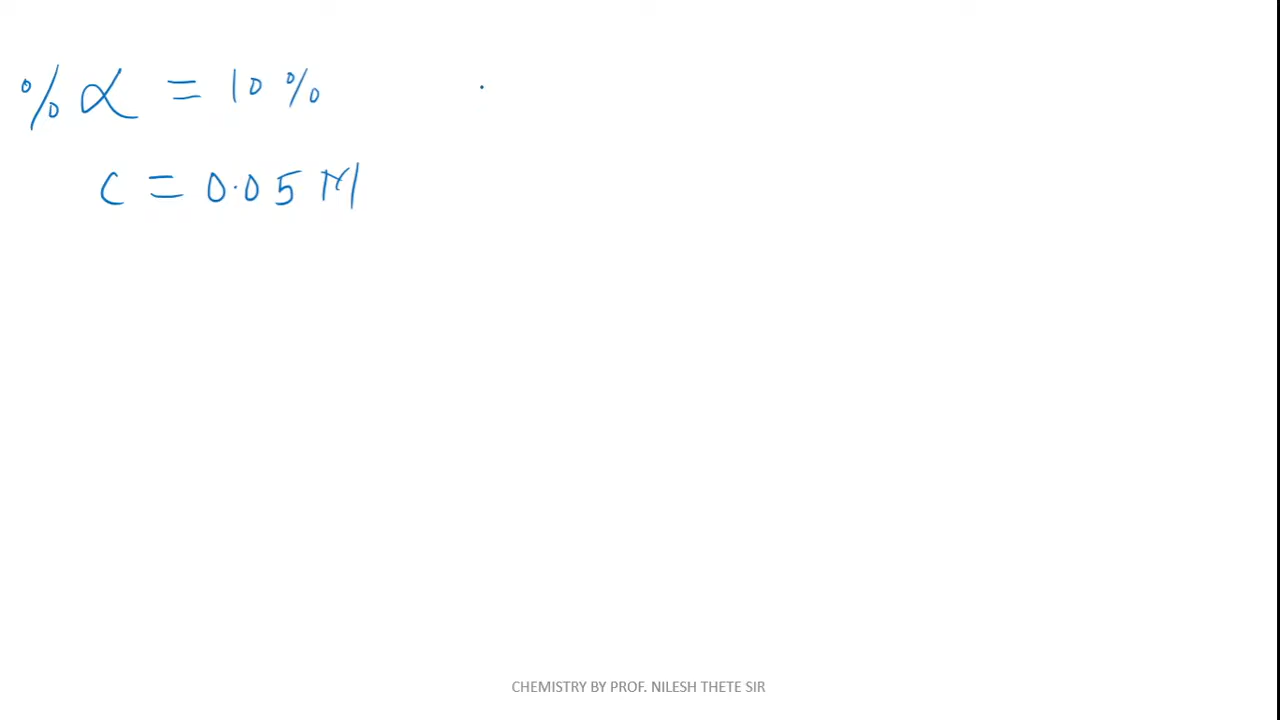 % α = 10 %
C = 0.05 M
CHEMISTRY BY PROF. NILESH THETE SIR